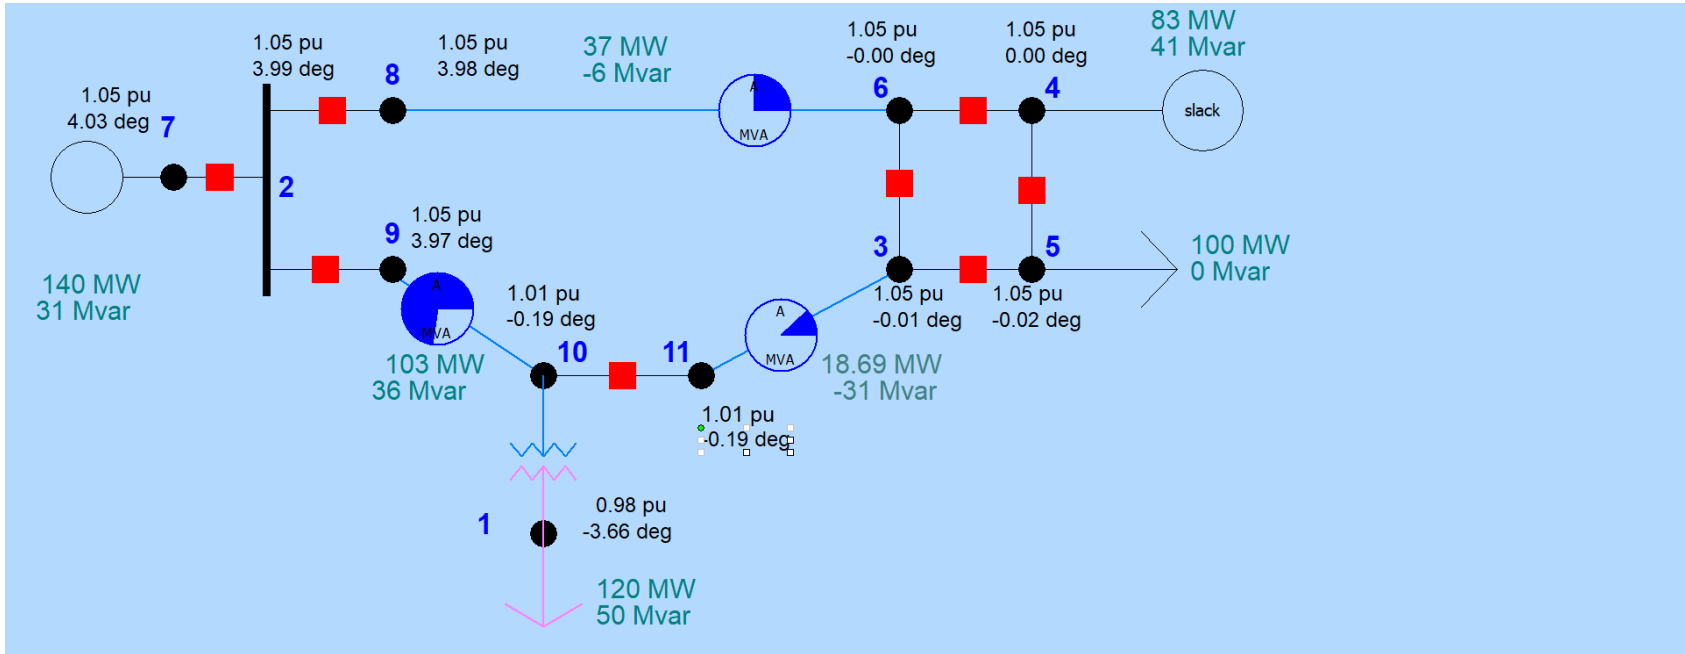 83 MW
41 Mvar
1.05 pu
-0.00 deg
1.05 pu
0.00 deg
1.05 pu
3.99 deg
1.05 pu
3.98 deg
37 MW
-6 Mvar
8
6
4
A
MVA
slack
1.05 pu
4.03 deg
7
2
1.05 pu
3.97 deg
9
3
5
100 MW
0 Mvar
140 MW
31 Mvar
A
MVA
1.01 pu
-0.19 deg
1.05 pu
-0.01 deg
1.05 pu
-0.02 deg
A
MVA
10
11
103 MW
36 Mvar
18.69 MW
-31 Mvar
1.01 pu
-0.19 deg
1
0.98 pu
-3.66 deg
120 MW
50 Mvar